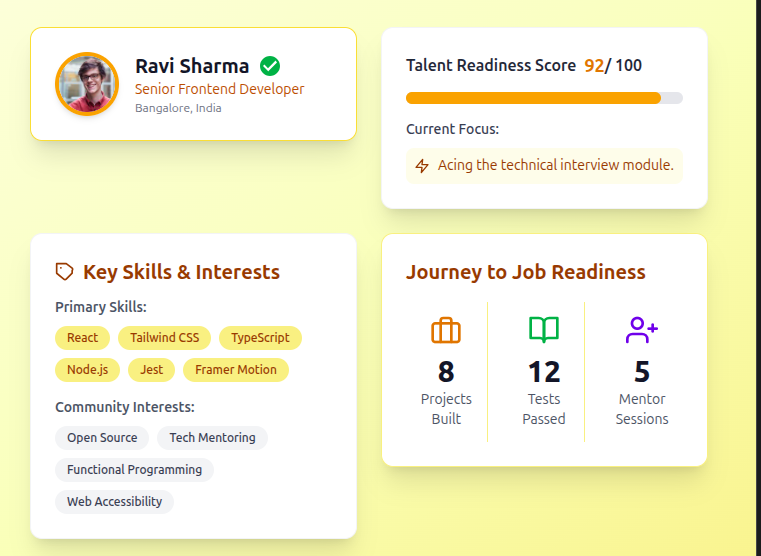 Ravi Sharma
Senior Frontend Developer
Bangalore, India
Talent Readiness Score 92/ 100
Current Focus:
Acing the technical interview module.
Key Skills & Interests
Primary Skills:
React Tailwind CSS TypeScript
Node.js Jest Framer Motion
Community Interests:
Open Source Tech Mentoring
Functional Programming
Web Accessibility
Journey to Job Readiness
8 12 5
Projects Tests Mentor
Built Passed Sessions